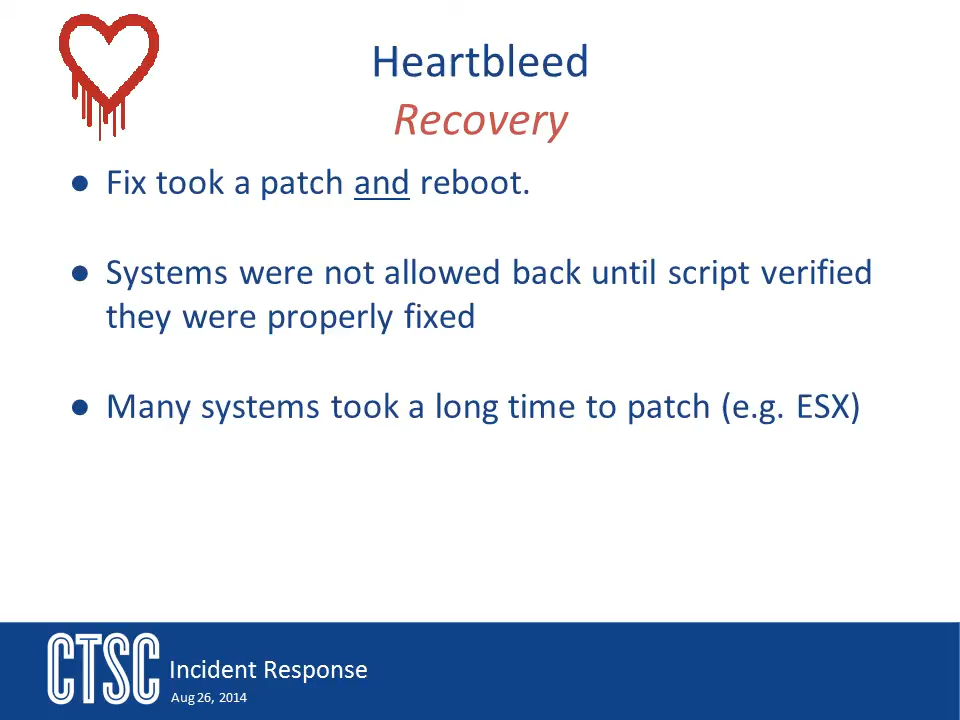 Heartbleed
Recovery
● Fix took a patch and reboot.
● Systems were not allowed back until script verified
they were properly fixed
● Many systems took a long time to patch (e.g. ESX)
CTSC
Incident Response
Aug 26, 2014